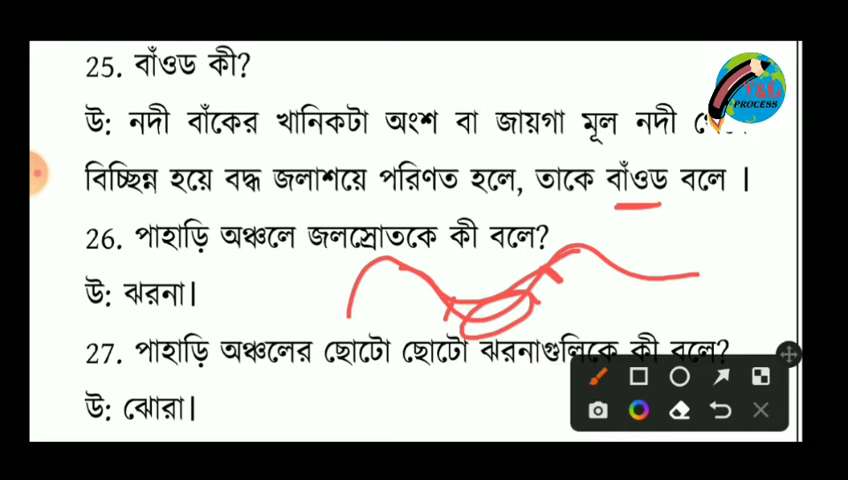 25. বাঁওড কী?
উ: নদী বাঁকের খানিকটা অংশ বা জায়গা মূল নদী
বিচ্ছিন্ন হয়ে বদ্ধ জলাশয়ে পরিণত হলে, তাকে বাঁওড বলে |
26. পাহাড়ি অঞ্চলে জলস্রোতকে কী বলে?
উ: ঝরনা|
27. পাহাড়ি অঞ্চলের ছোটো ছোটো ঝরনাগুলিকে কী বলে?
উ: ঝোরা|
PROCESS